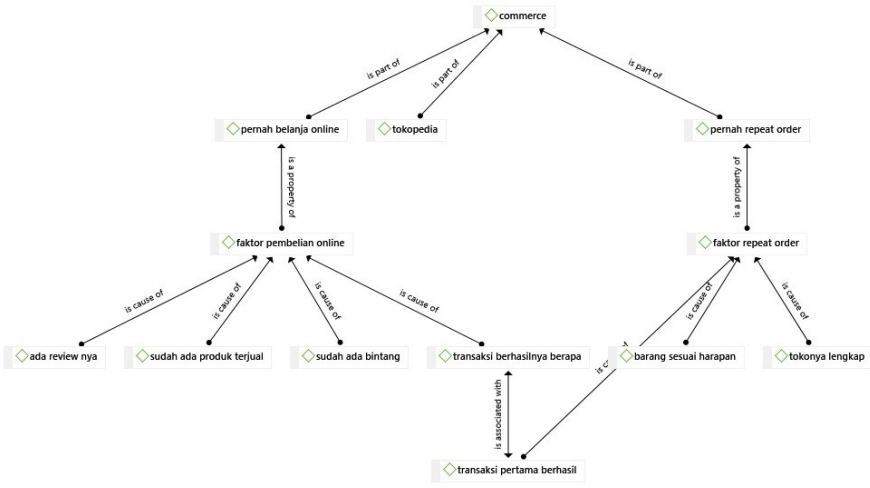 commerce
is part of
is part of
is part of
pernah belanja online
tokopedia
pernah repeat order
is a property of
is a property of
faktor pembelian online
faktor repeat order
is cause of
is cause of
is cause of
is cause of
is cause of
is cause of
ada review nya
sudah ada produk terjual
sudah ada bintang
transaksi berhasilnya berapa
barang sesuai harapan
tokonya lengkap
is associated with
transaksi pertama berhasil